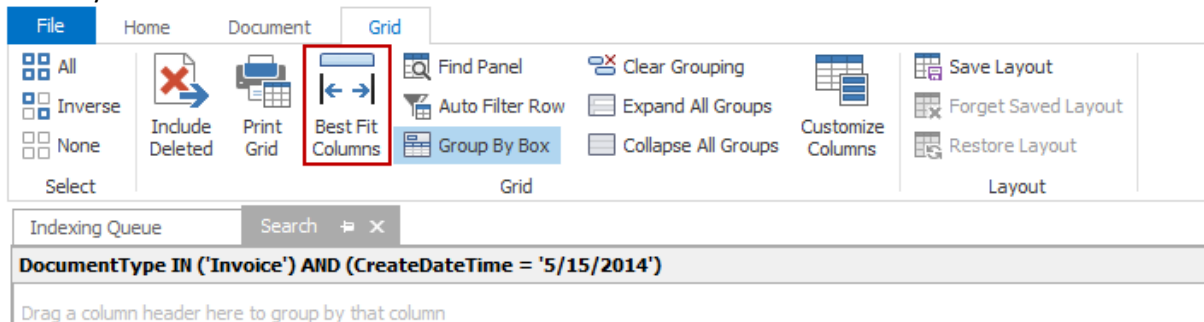 File Home Document Grid
All
Inverse
None
Select
Include
Deleted
Print
Grid
Best Fit
Columns
Find Panel
Auto Filter Row
Group By Box
Clear Grouping
Expand All Groups
Collapse All Groups
Customize
Columns
Grid
Save Layout
Forget Saved Layout
Restore Layout
Layout
Indexing Queue Search
DocumentType IN ('Invoice') AND (CreateDateTime = '5/15/2014')
Drag a column header here to group by that column